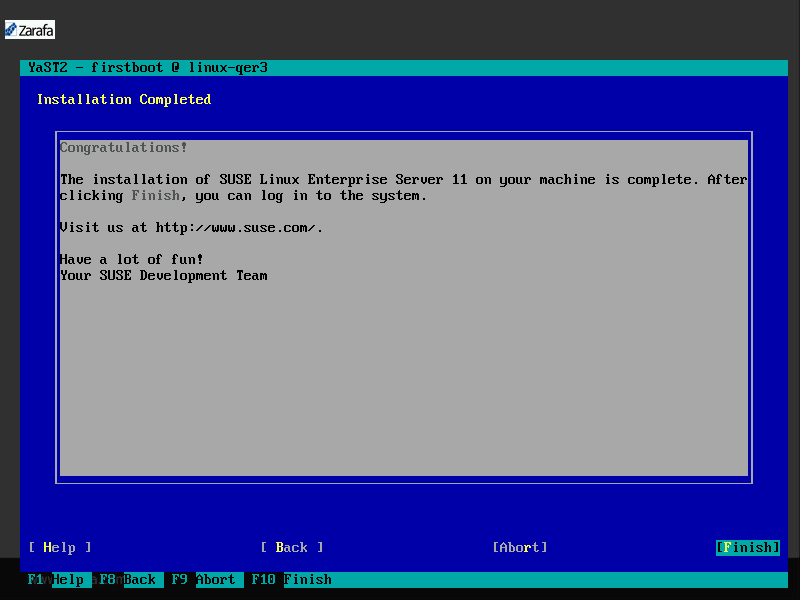 Zarafa
YaST2 - firstboot @ linux-qer3
Installation Completed
Congratulations!
The installation of SUSE Linux Enterprise Server 11 on your machine is complete. After
clicking Finish, you can log in to the system.
Visit us at http://www.suse.com/.
Have a lot of fun!
Your SUSE Development Team
[ Help ] [ Back ] [Abort] [Finish]
F1 Help F8 Back F9 Abort F10 Finish